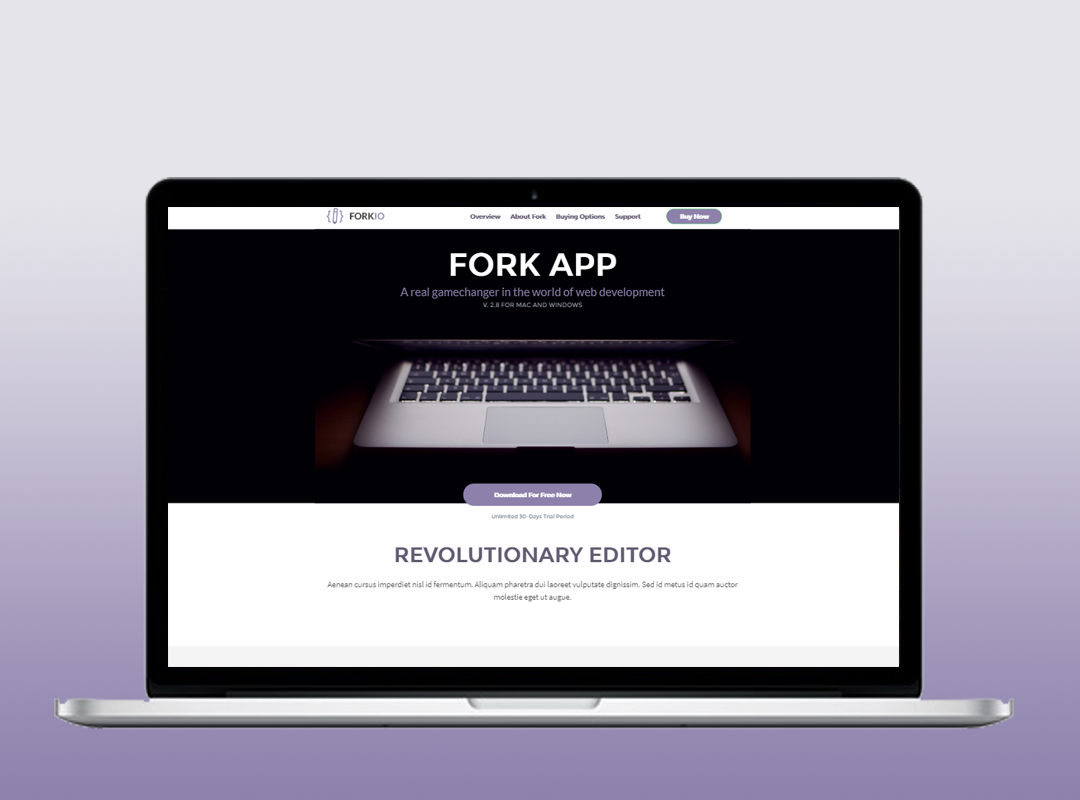 FORKIO
Overview About Fork Buying Options Support Buy Now
FORK APP
A real gamechanger in the world of web development
V. 2.8 FOR MAC AND WINDOWS
Download For Free Now
Unlimited 30-Days Trial Period
REVOLUTIONARY EDITOR
Aenean cursus imperdiet nisl id fermentum. Aliquam pharetra dui laoreet vulputate dignissim. Sed id metus id quam auctor
molestie eget ut augue.